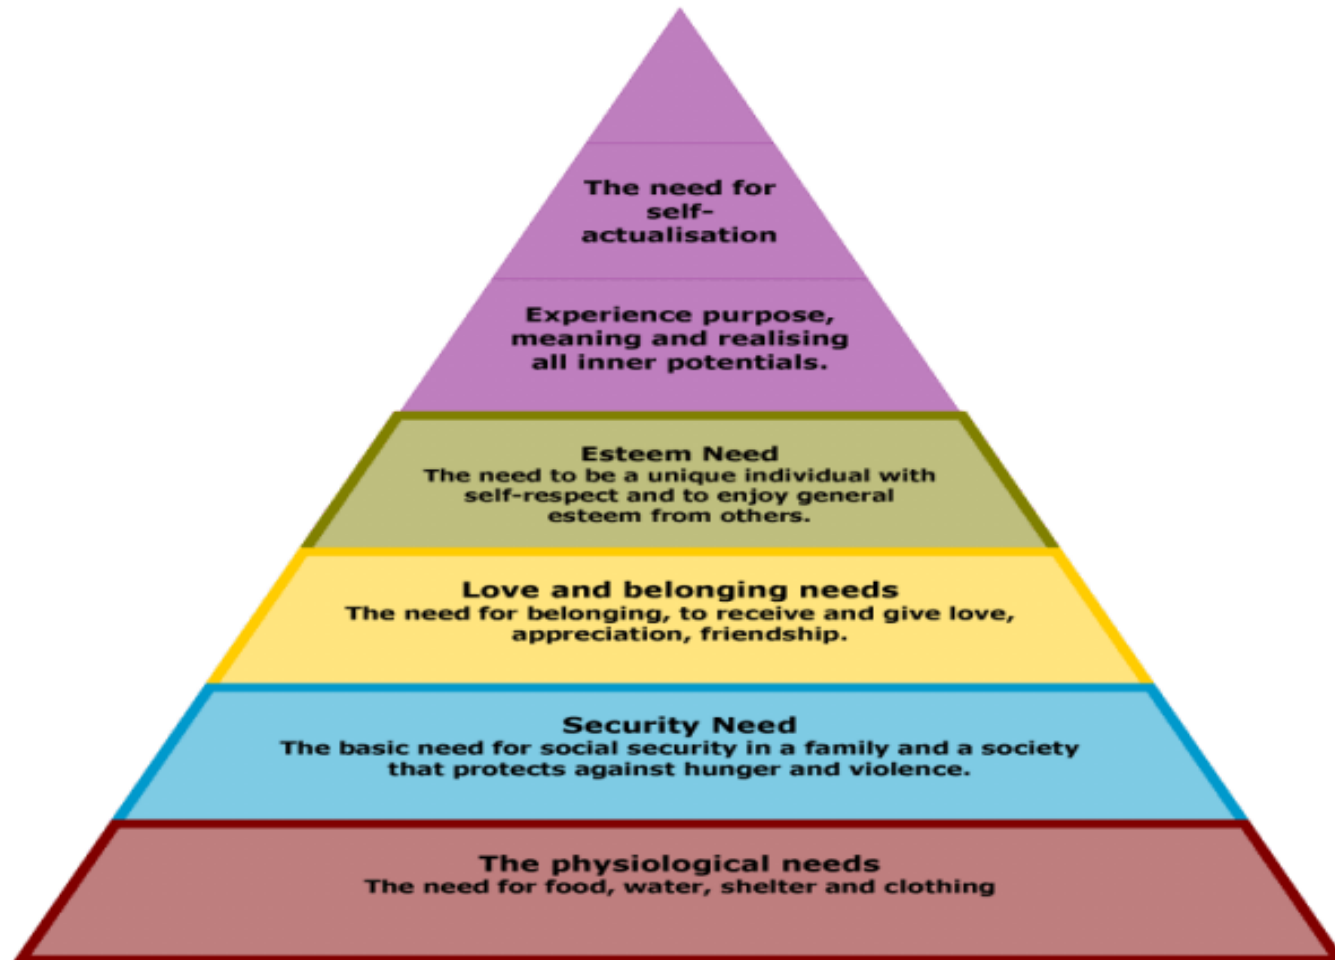 The need for
self-
actualisation
Experience purpose,
meaning and realising
all inner potentials.
Esteem Need
The need to be a unique individual with
self-respect and to enjoy general
esteem from others.
Love and belonging needs
The need for belonging, to receive and give love,
appreciation, friendship.
Security Need
The basic need for social security in a family and a society
that protects against hunger and violence.
The physiological needs
The need for food, water, shelter and clothing